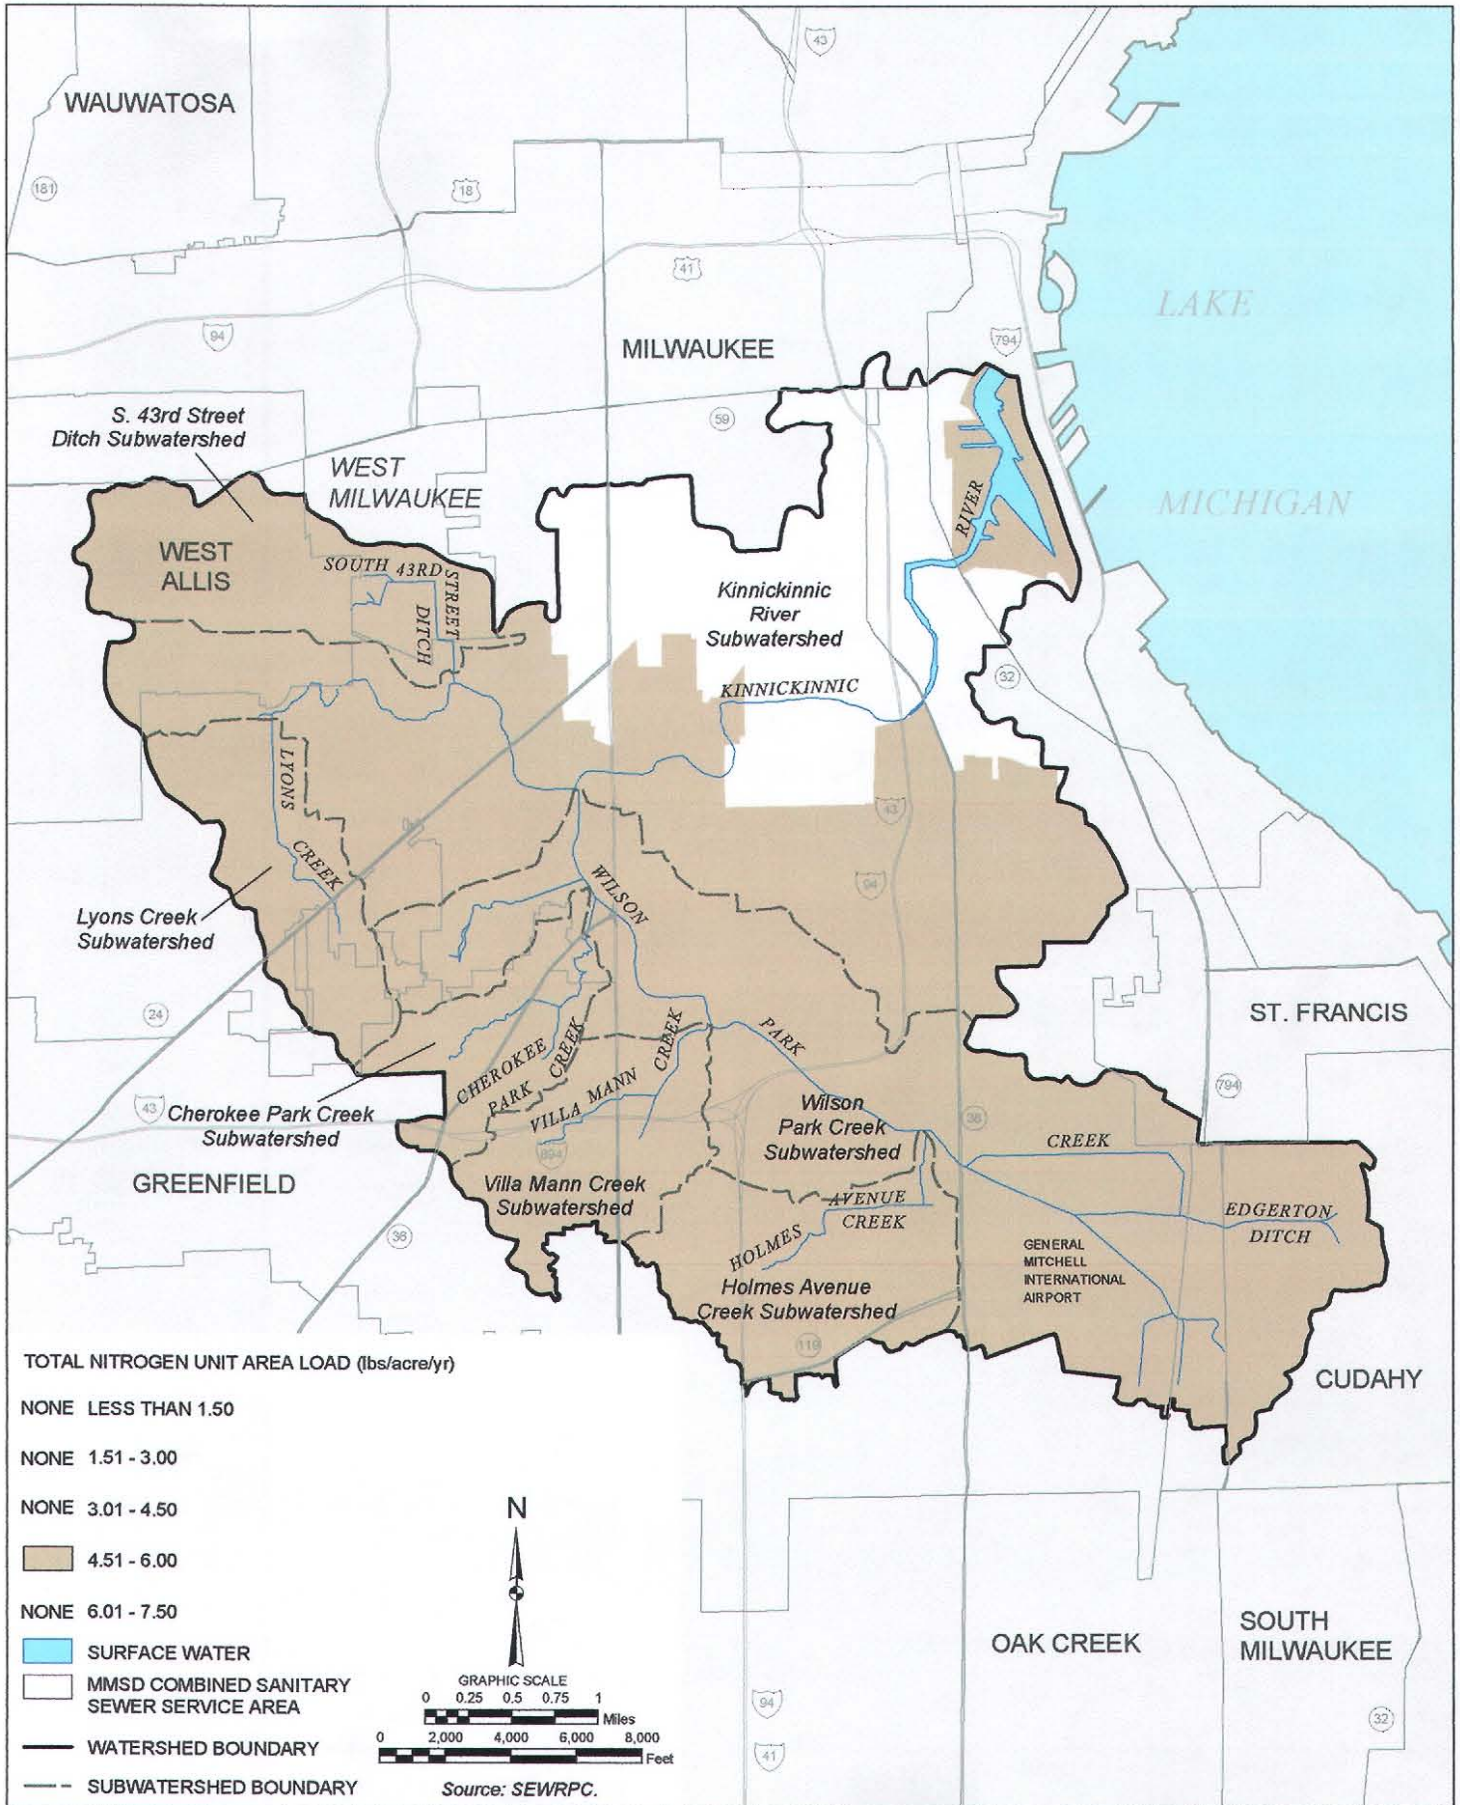 43
WAUWATOSA
181
18
41
LAKE
94
MILWAUKEE
794
S. 43rd Street
Ditch Subwatershed
59
WEST
MILWAUKEE
MICHIGAN
RIVER
WEST
ALLIS
SOUTH 43RD
STREET
DITCH
Kinnickinnic
River
Subwatershed
32
KINNICKINNIC
LYONS
CREEK
43
94
WILSON
Lyons Creek
Subwatershed
24
ST. FRANCIS
PARK
CHEROKEE
PARK CREEK
VILLA MANN
CREEK
794
43
Cherokee Park Creek
Subwatershed
Wilson
Park Creek
Subwatershed
38
CREEK
894
GREENFIELD
Villa Mann Creek
Subwatershed
AVENUE
CREEK
HOLMES
EDGERTON
DITCH
36
GENERAL
MITCHELL
INTERNATIONAL
AIRPORT
Holmes Avenue
Creek Subwatershed
119
CUDAHY
TOTAL NITROGEN UNIT AREA LOAD (lbs/acre/yr)
NONE LESS THAN 1.50
NONE 1.51 - 3.00
NONE 3.01 - 4.50
4.51 - 6.00
NONE 6.01 - 7.50
SURFACE WATER
MMSD COMBINED SANITARY
SEWER SERVICE AREA
WATERSHED BOUNDARY
SUBWATERSHED BOUNDARY
N
GRAPHIC SCALE
0 0.25 0.5 0.75 1
Miles
0 2,000 4,000 6,000 8,000
Feet
Source: SEWRPC.
OAK CREEK
SOUTH
MILWAUKEE
94
32
41